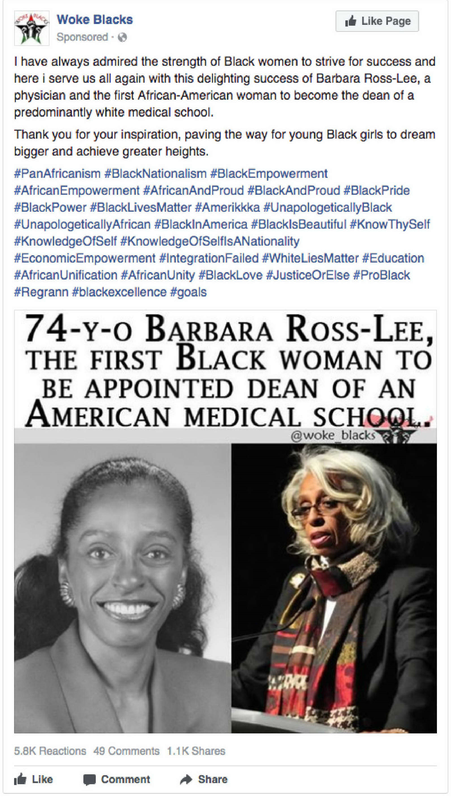 Woke Blacks
Like Page
Sponsored ·
I have always admired the strength of Black women to strive for success and
here i serve us all again with this delighting success of Barbara Ross-Lee, a
physician and the first African-American woman to become the dean of a
predominantly white medical school.
Thank you for your inspiration, paving the way for young Black girls to dream
bigger and achieve greater heights.
#PanAfricanism #BlackNationalism #BlackEmpowerment
#AfricanEmpowerment #AfricanAndProud #BlackAndProud #BlackPride
#BlackPower #BlackLivesMatter #Amerikkka #UnapologeticallyBlack
#UnapologeticallyAfrican #BlackInAmerica #BlackIsBeautiful #KnowThySelf
#KnowledgeOfSelf #KnowledgeOfSelfIsANationality
#EconomicEmpowerment #IntegrationFailed #WhiteLiesMatter #Education
#AfricanUnification #AfricanUnity #BlackLove #JusticeOrElse #ProBlack
#Regrann #blackexcellence #goals
74-Y-O BARBARA ROSS-LEE,
THE FIRST BLACK WOMAN TO
BE APPOINTED DEAN OF AN
AMERICAN MEDICAL SCHOOL.
@woke_blacks
5.8K Reactions 49 Comments 1.1K Shares
Like Comment Share